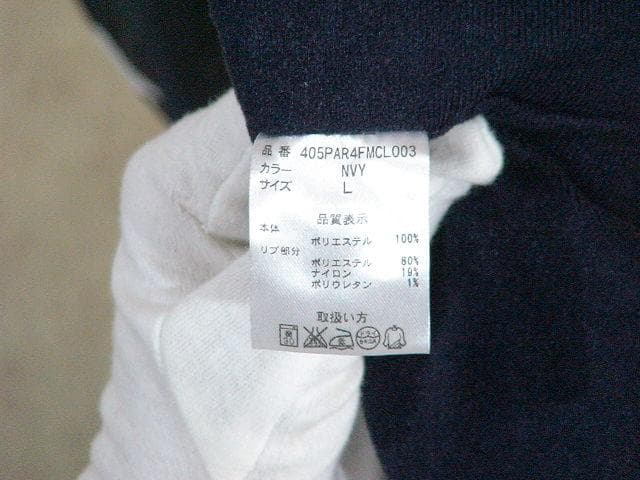 品番 405PAR4FMCL003
カラー NVY
サイズ L
品質表示
本体
ポリエステル 100%
リブ部分
ポリエステル 80%
ナイロン 19%
ポリウレタン 1%
取扱い方